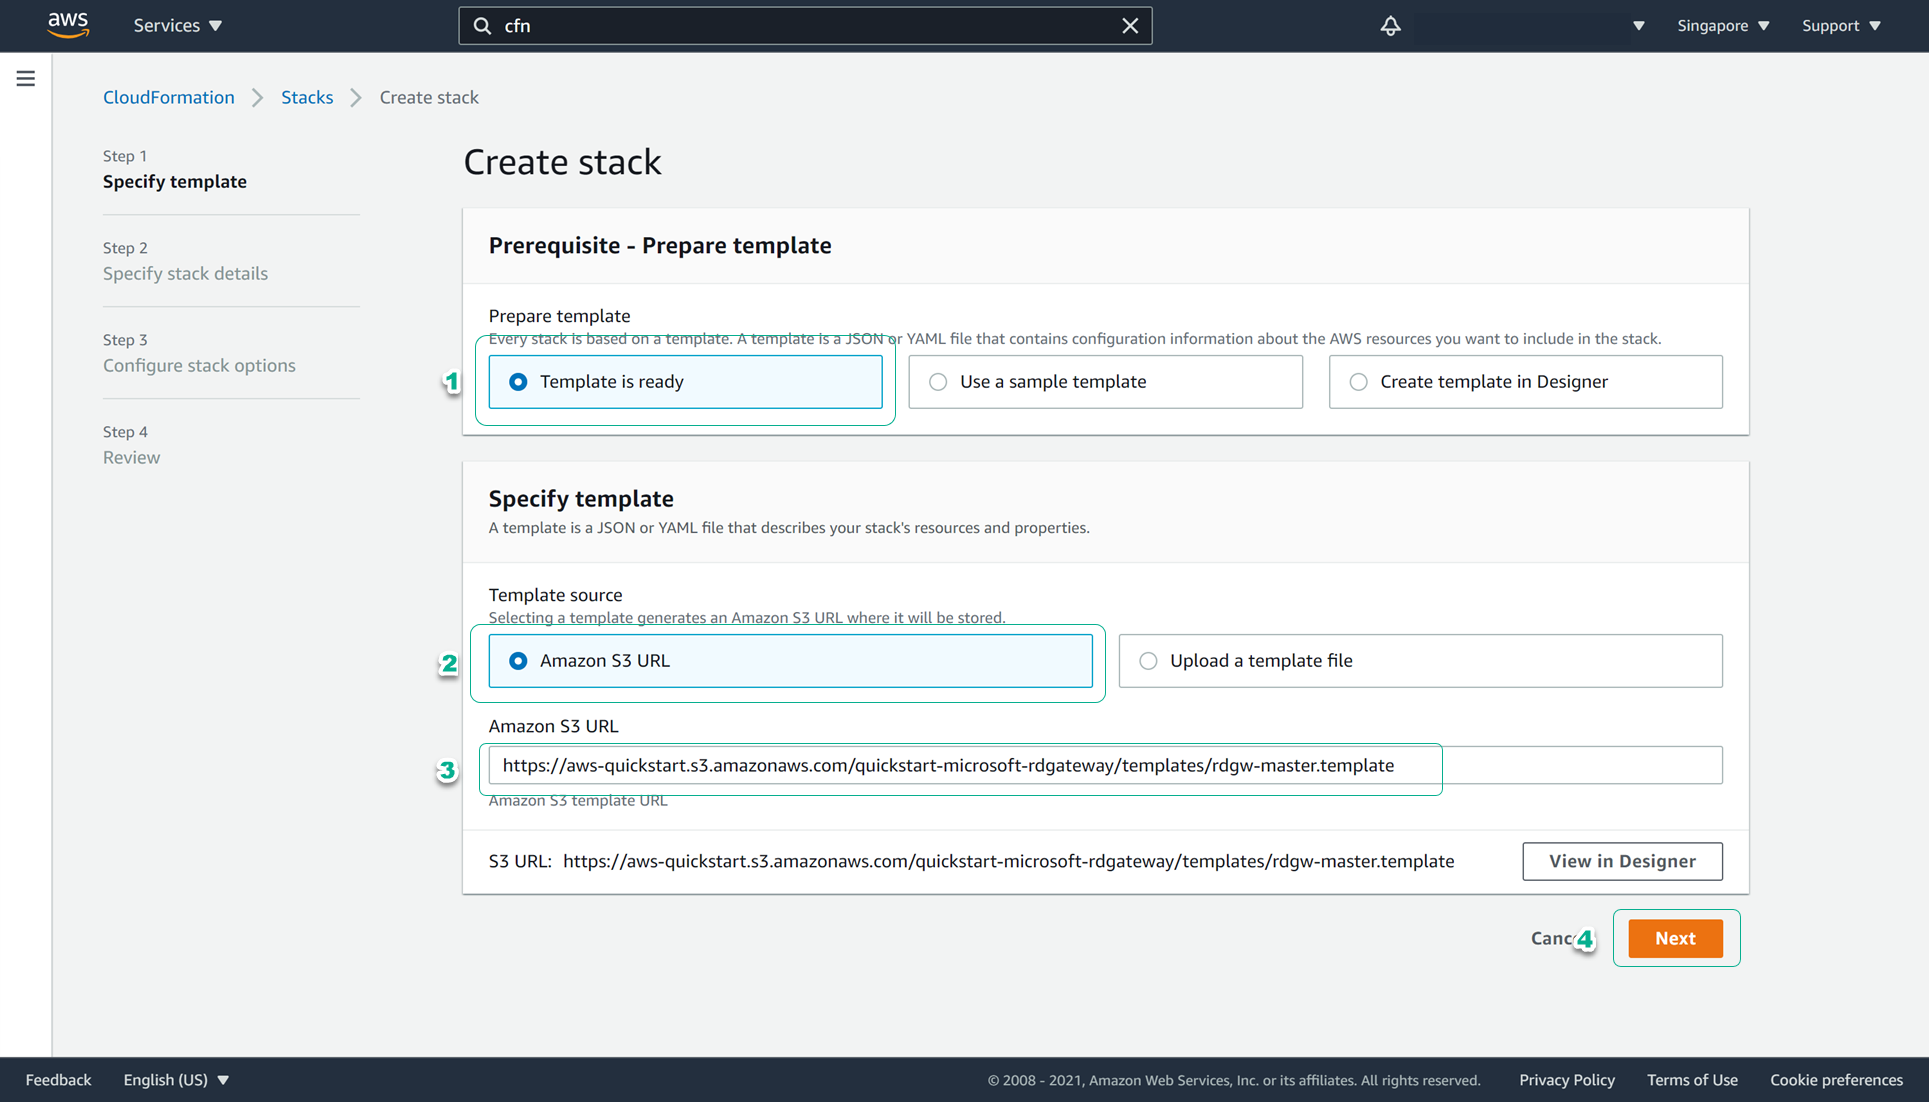 aws
Services
cfn
Singapore
Support
CloudFormation
Stacks
Create stack
Step 1
Specify template
Step 2
Specify stack details
Step 3
Configure stack options
Step 4
Review
Create stack
Prerequisite - Prepare template
Prepare template
Every stack is based on a template. A template is a JSON or YAML file that contains configuration information about the AWS resources you want to include in the stack.
1
Template is ready
Use a sample template
Create template in Designer
Specify template
A template is a JSON or YAML file that describes your stack's resources and properties.
Template source
Selecting a template generates an Amazon S3 URL where it will be stored.
2
Amazon S3 URL
Upload a template file
Amazon S3 URL
3
https://aws-quickstart.s3.amazonaws.com/quickstart-microsoft-rdgateway/templates/rdgw-master.template
Amazon S3 template URL
S3 URL: https://aws-quickstart.s3.amazonaws.com/quickstart-microsoft-rdgateway/templates/rdgw-master.template
View in Designer
4
Next
Feedback
English (US)
© 2008 - 2021, Amazon Web Services, Inc. or its affiliates. All rights reserved.
Privacy Policy
Terms of Use
Cookie preferences